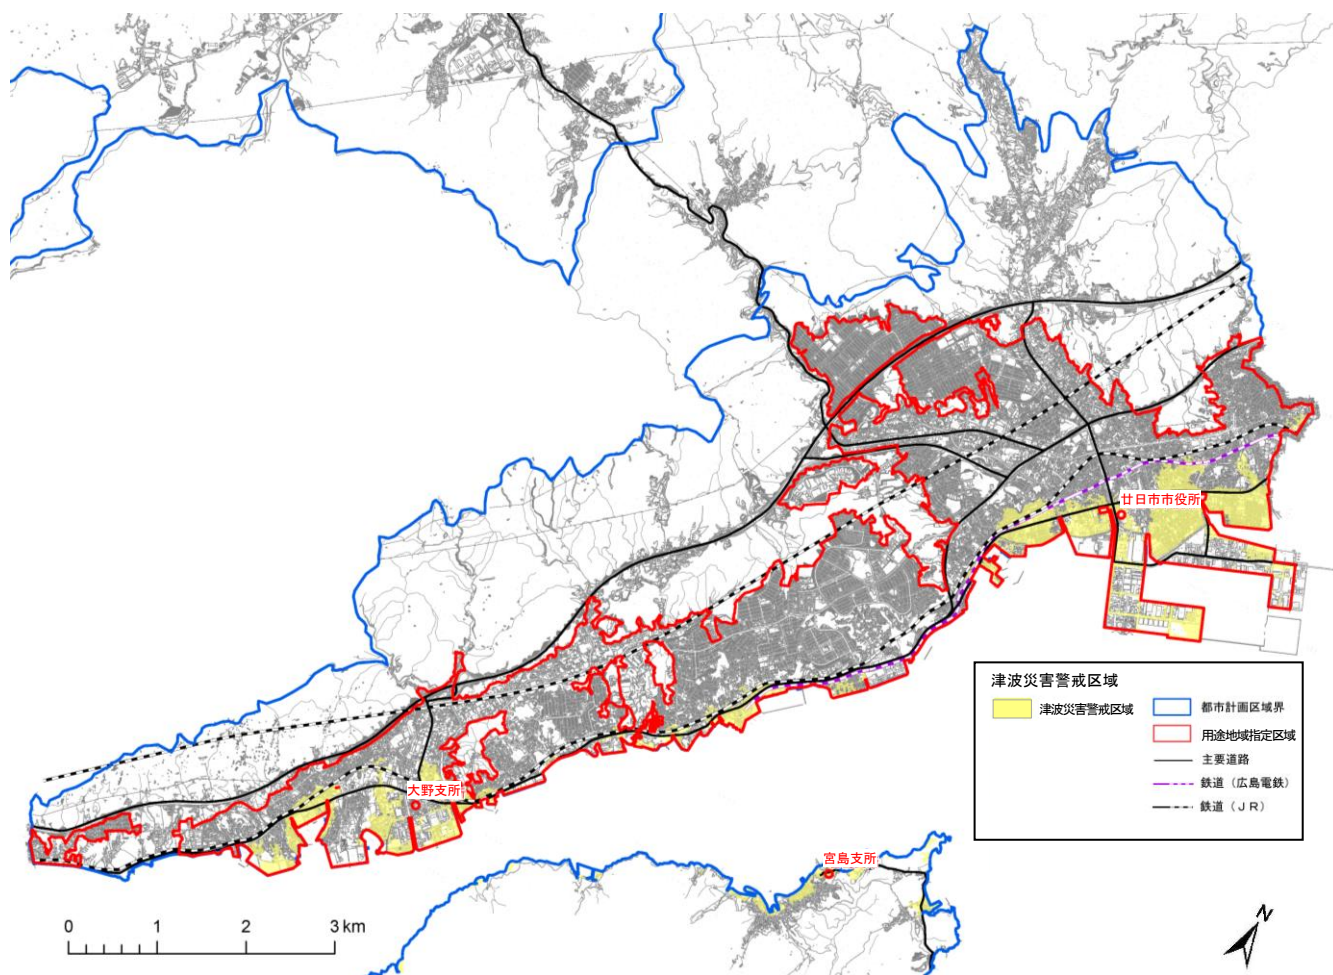 廿日市市役所
津波災害警戒区域
津波災害警戒区域
都市計画区域界
用途地域指定区域
主要道路
鉄道（広島電鉄）
鉄道（ＪＲ）
大野支所
宮島支所
N
0 1 2 3 km